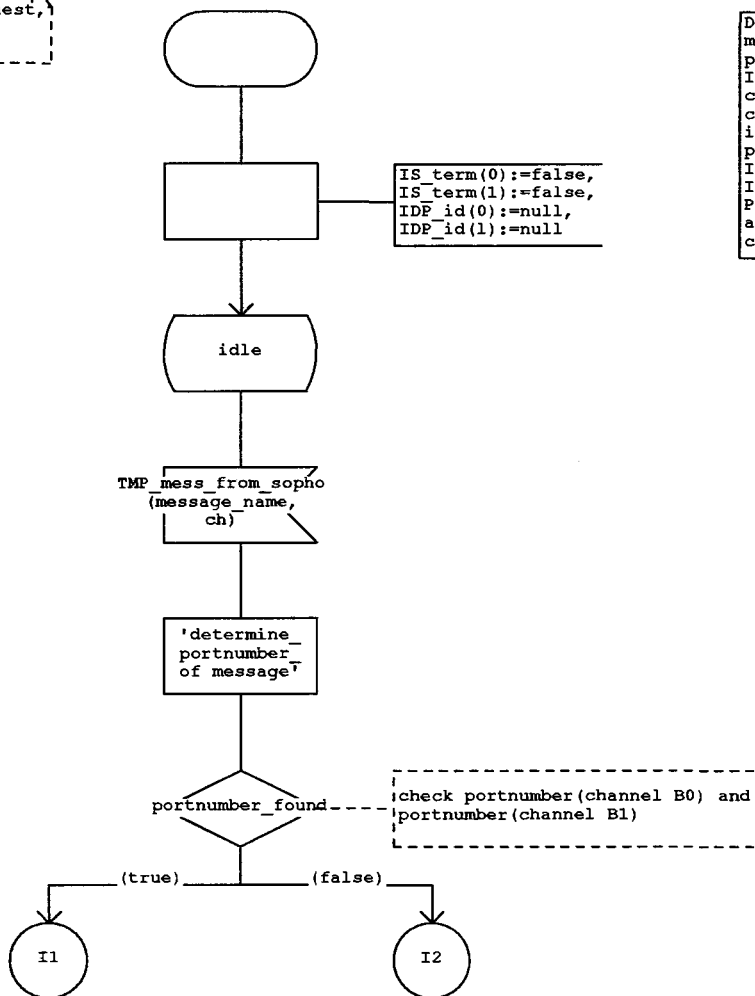 est,
IS_term(0):=false,
IS_term(1):=false,
IDP_id(0):=null,
IDP_id(1):=null
D
m
p
I
c
c
i
p
I
I
P
a
c
idle
TMP_mess_from_sopho
(message_name,
ch)
'determine_
portnumber_
of message'
portnumber_found
check portnumber(channel B0) and
portnumber(channel B1)
(true)
(false)
I1
I2